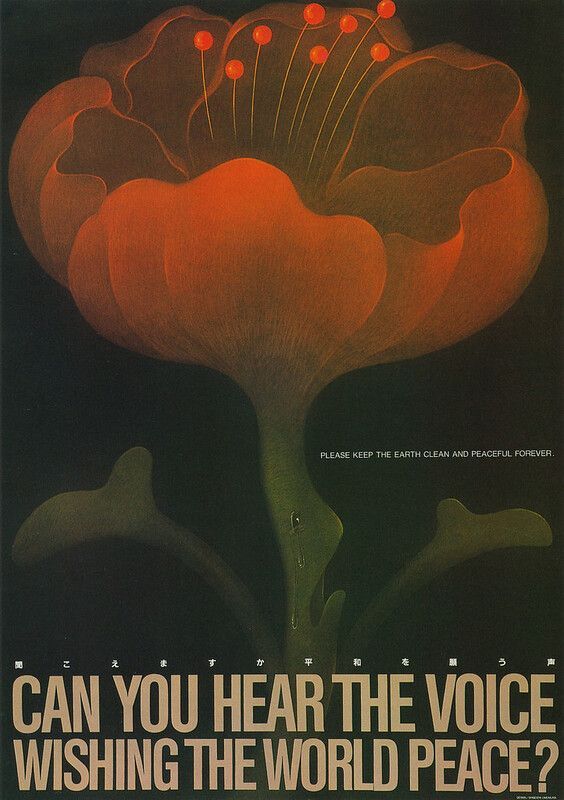 PLEASE KEEP THE EARTH CLEAN AND PEACEFUL FOREVER.
聞こえますか平和を願う声
CAN YOU HEAR THE VOICE
WISHING THE WORLD PEACE?